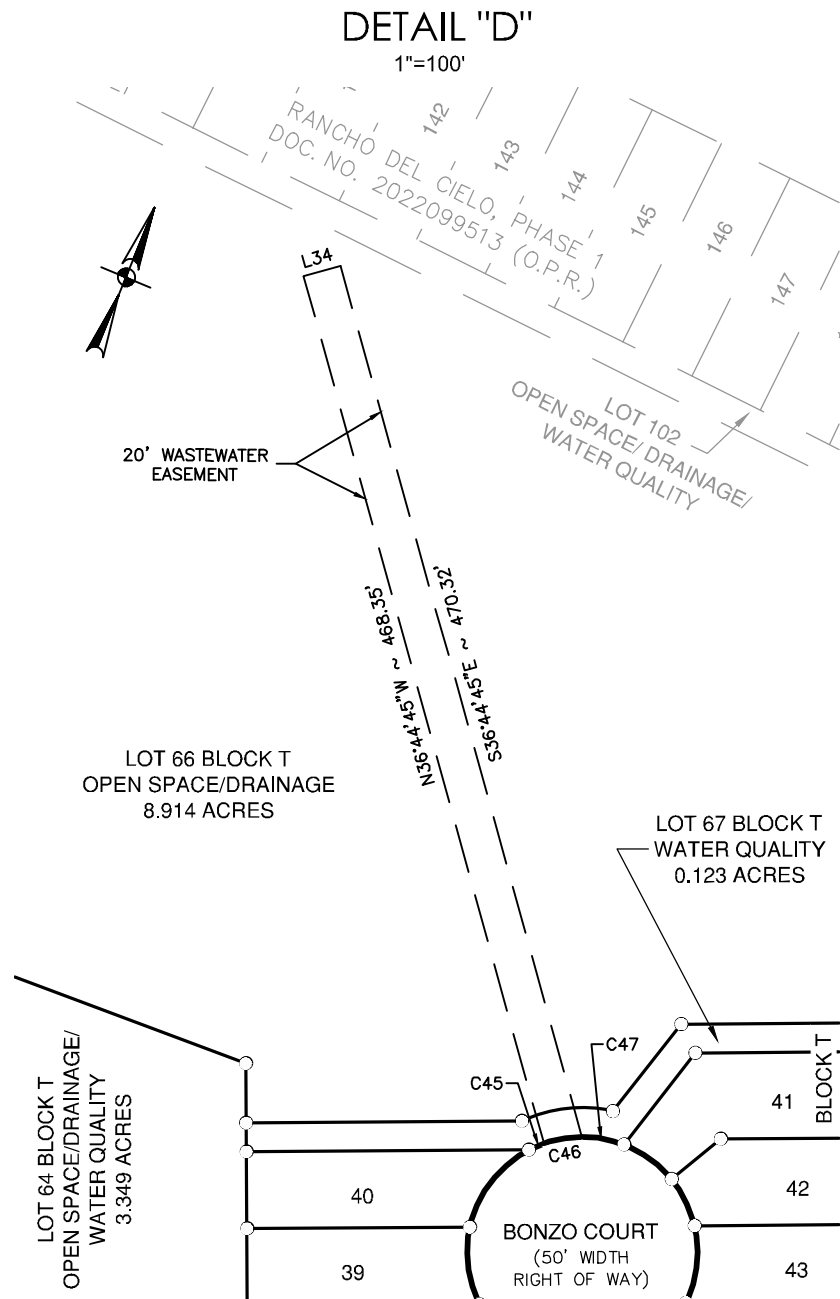 DETAIL "D"
1"=100'
142
143
144
145
146
147
RANCHO DEL CIELO, PHASE 1
DOC. NO. 2022099513 (O.P.R.)
L34
LOT 102
OPEN SPACE/ DRAINAGE/
WATER QUALITY
20' WASTEWATER
EASEMENT
N36°44'45"W ~ 468.35'
S36°44'45"E ~ 470.32'
LOT 66 BLOCK T
OPEN SPACE/DRAINAGE
8.914 ACRES
LOT 67 BLOCK T
WATER QUALITY
0.123 ACRES
LOT 64 BLOCK T
OPEN SPACE/DRAINAGE/
WATER QUALITY
3.349 ACRES
C45
C47
C46
41
BLOCK T
40
42
39
43
BONZO COURT
(50' WIDTH
RIGHT OF WAY)